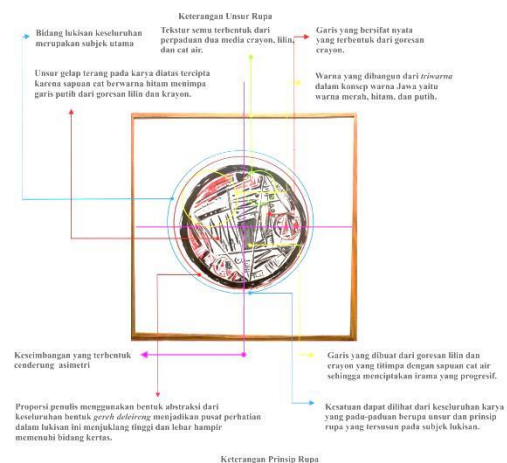 Keterangan Unsur Rupa
Bidang lukisan keseluruhan
merupakan subjek utama
Tekstur semu terbentuk dari
perpaduan dua media crayon, lilin,
dan cat air.
Garis yang bersifat nyata
yang terbentuk dari goresan
crayon.
Unsur gelap terang pada karya diatas tercipta
karena sapuan cat berwarna hitam menimpa
garis putih dari goresan lilin dan krayon.
Warna yang dibangun dari triwarna
dalam konsep warna Jawa yaitu
warna merah, hitam, dan putih.
Keseimbangan yang terbentuk
cenderung asimetri
Garis yang dibuat dari goresan lilin dan
crayon yang titimpa dengan sapuan cat air
sehingga menciptakan irama yang progresif.
Proporsi penulis menggunakan bentuk abstraksi dari
keseluruhan bentuk gereh deleireng menjadikan pusat perhatian
dalam lukisan ini menjuklang tinggi dan lebar hampir
memenuhi bidang kertas.
Kesatuan dapat dilihat dari keseluruhan karya
yang pada-paduan berupa unsur dan prinsip
rupa yang tersusun pada subjek lukisan.
Keterangan Prinsip Rupa